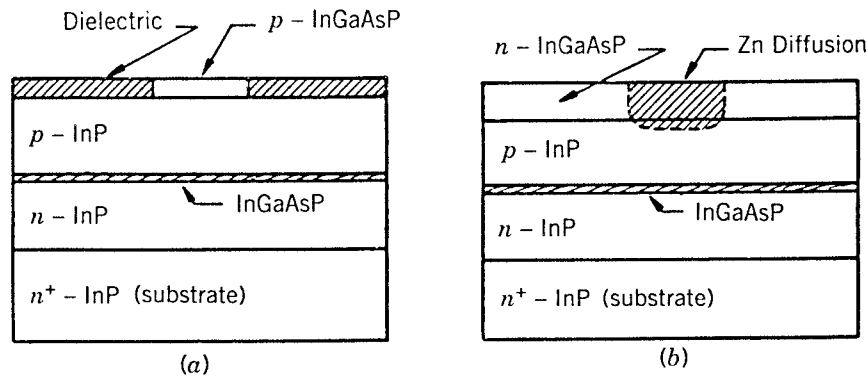 Dielectric
p – InGaAsP
p – InP
InGaAsP
n – InP
n⁺ – InP (substrate)
(a)
n – InGaAsP
Zn Diffusion
p – InP
InGaAsP
n – InP
n⁺ – InP (substrate)
(b)